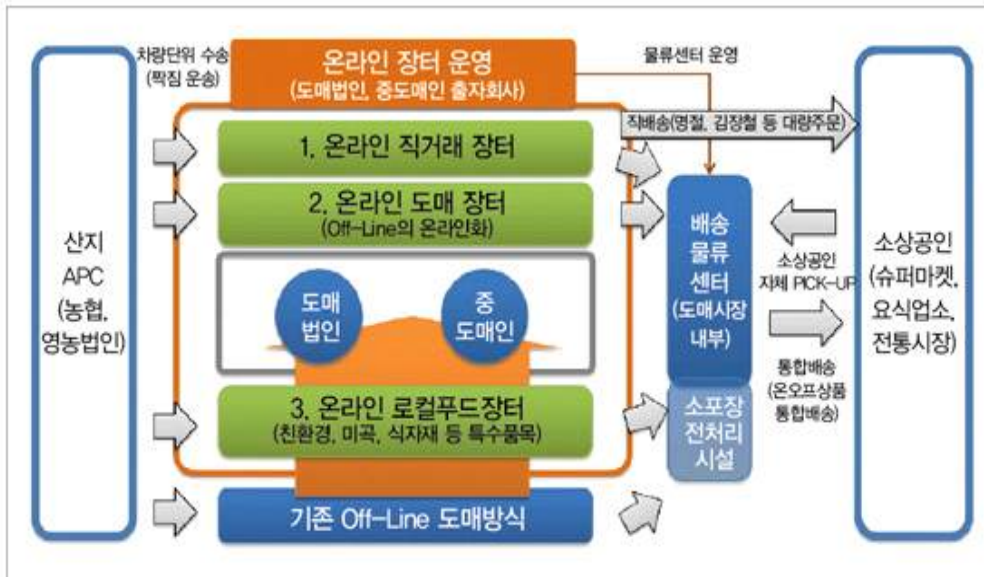 차량단위 수송
(짝짐 운송)
온라인 장터 운영
(도매법인, 중도매인 출자회사)
물류센터 운영
직배송(명절, 김장철 등 대량주문)
1. 온라인 직거래 장터
2. 온라인 도매 장터
(Off-Line의 온라인화)
산지
APC
(농협,
영농법인)
도매
법인
중
도매인
3. 온라인 로컬푸드장터
(친환경, 미곡, 식자재 등 특수품목)
기존 Off-Line 도매방식
배송
물류
센터
(도매시장
내부)
소포장
전처리
시설
소상공인
자체 PICK-UP
통합배송
(온오프상품
통합배송)
소상공인
(슈퍼마켓,
요식업소,
전통시장)